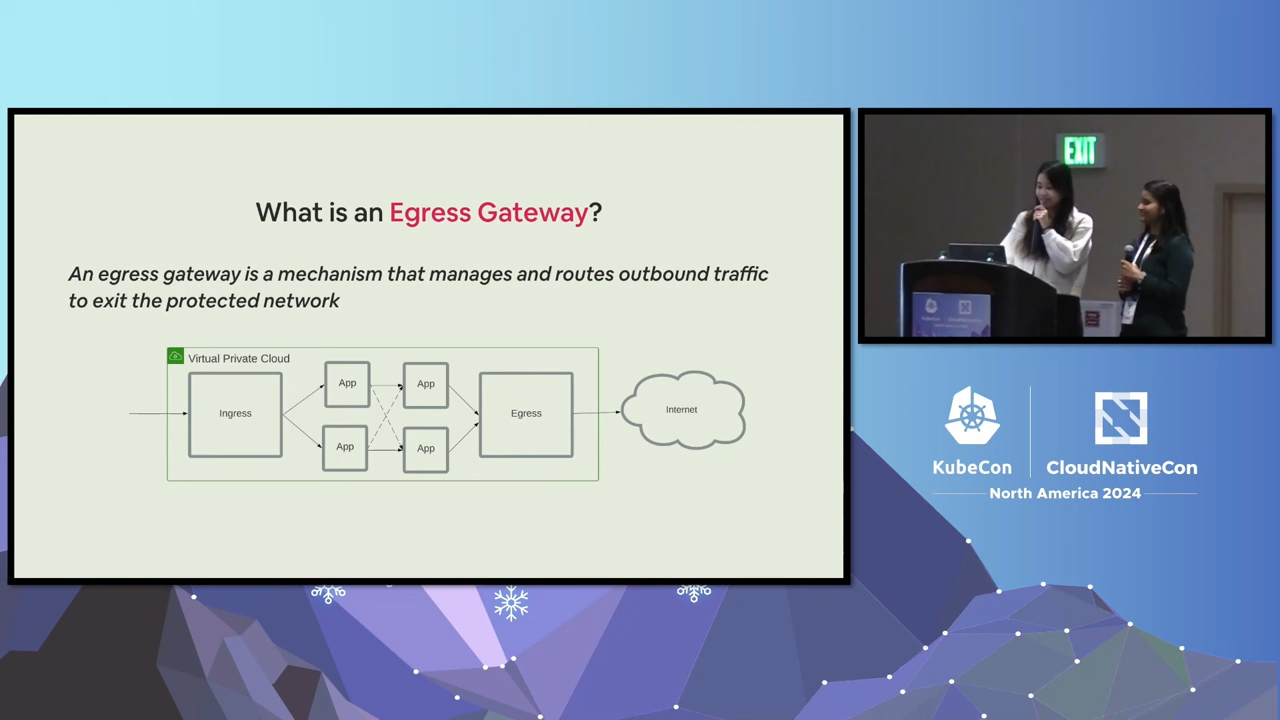 What is an Egress Gateway?
An egress gateway is a mechanism that manages and routes outbound traffic
to exit the protected network
Virtual Private Cloud
Ingress
App
App
App
App
Egress
Internet
EXIT
KubeCon
CloudNativeCon
North America 2024